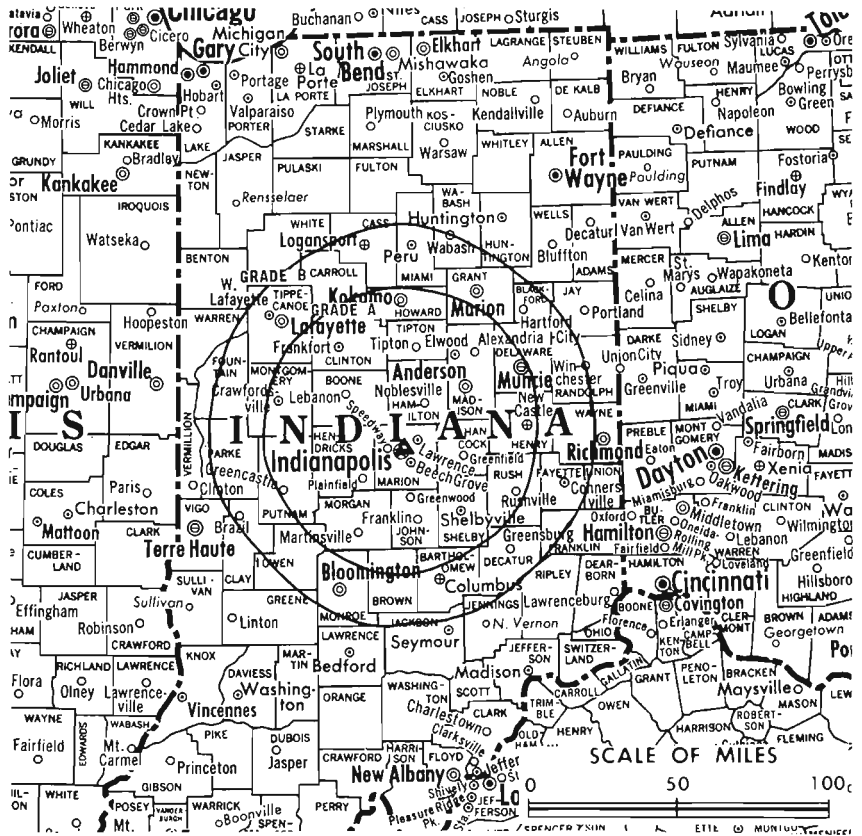 Chicago
Buchanan
Niles
CASS
JOSEPH
Sturgis
Wheaton
Cicero
Berwyn
Michigan City
Gary
South Bend
Elkhart
LAGRANGE
STEUBEN
WILLIAMS
FULTON
Sylvania
LUCAS
KENDALL
Joliet
Hammond
Chicago Hts.
Hobart
Portage
La Porte
LA PORTE
ST. JOSEPH
Mishawaka
Goshen
Angola
Bryan
Wauseon
Maumee
Perrysb
WILL
Morris
Crown Pt
Cedar Lake
Valparaiso
PORTER
STARKE
Plymouth
ELKHART
KOSCIUSKO
NOBLE
Kendallville
DE KALB
Auburn
DEFIANCE
HENRY
Napoleon
Bowling Green
Defiance
WOOD
GRUNDY
KANKAKEE
Bradley
Kankakee
LAKE
NEWTON
JASPER
PULASKI
MARSHALL
FULTON
Warsaw
WHITLEY
ALLEN
Fort Wayne
PAULDING
Paulding
PUTNAM
Fostoria
Findlay
Pontiac
IROQUOIS
Watseka
Rensselaer
WHITE
CASS
Logansport
Peru
WABASH
Huntington
Wabash
HUNTINGTON
WELLS
Bluffton
Decatur
VAN WERT
Van Wert
Delphos
ALLEN
Lima
HANCOCK
HARDIN
BENTON
GRADE B
CARROLL
MIAMI
GRANT
ADAMS
MERCER
St. Marys
Wapakoneta
Kenton
FORD
Paxton
Hoopeston
W. Lafayette
TIPPECANOE
GRADE A
Kokomo
HOWARD
Marion
BLACKFORD
JAY
Portland
Celina
AUGLAIZE
SHELBY
O
WARREN
Lafayette
Frankfort
CLINTON
TIPTON
Tipton
Elwood
Alexandria
Hartford City
LOGAN
Bellefonta
CHAMPAIGN
Rantoul
VERMILION
Danville
Urbana
FOUNTAIN
MONTGOMERY
Crawfordsville
BOONE
Lebanon
Anderson
Noblesville
HAMILTON
MADISON
DELAWARE
Muncie
Winchester
RANDOLPH
Union City
DARKE
Greenville
Sidney
Piqua
Troy
CHAMPAIGN
Urbana
MIAMI
I S
I N D I A N A
Speedway
New Castle
HENRY
WAYNE
Richmond
PREBLE
Eaton
MONTGOMERY
Vandalia
CLARK
Springfield
DOUGLAS
EDGAR
VERMILLION
PARKE
HENDRICKS
Indianapolis
Lawrence
Beech Grove
HANCOCK
Greenfield
Dayton
Fairborn
Kettering
Xenia
Oakwood
Miamisburg
COLES
Paris
Charleston
Mattoon
Clinton
Greencastle
PUTNAM
Plainfield
MARION
MORGAN
Greenwood
RUSH
Rushville
FAYETTE
UNION
Connersville
Oxford
BUTLER
Franklin
Middletown
CLINTON
Wilmington
CLARK
VIGO
Terre Haute
Brazil
Martinsville
Franklin
JOHNSON
Shelbyville
SHELBY
Greensburg
DECATUR
FRANKLIN
Hamilton
Fairfield
WARREN
Lebanon
Loveland
Greenfield
CUMBERLAND
OWEN
CLAY
Bloomington
MONROE
BROWN
BARTHOLOMEW
Columbus
RIPLEY
DEARBORN
HAMILTON
Cincinnati
Hillsboro
HIGHLAND
JASPER
Effingham
Robinson
CRAWFORD
SULLIVAN
Sullivan
GREENE
Linton
LAWRENCE
Bedford
JACKSON
Seymour
JENNINGS
N. Vernon
Lawrenceburg
OHIO
BOONE
Florence
Covington
Erlanger
KENTON
CAMPBELL
CLERMONT
BROWN
Georgetown
ADAMS
RICHLAND
Olney
LAWRENCE
Lawrenceville
Flora
KNOX
Vincennes
DAVIESS
Washington
MARTIN
ORANGE
WASHINGTON
SCOTT
JEFFERSON
Madison
SWITZERLAND
GALLATIN
CARROLL
GRANT
PENDLETON
BRACKEN
Maysville
MASON
WAYNE
Fairfield
EDWARDS
WABASH
Mt. Carmel
PIKE
Princeton
GIBSON
DUBOIS
Jasper
CRAWFORD
HARRISON
FLOYD
CLARK
Charlestown
Clarksville
TRIMBLE
HENRY
OWEN
HARRISON
ROBERTSON
FLEMING
WHITE
POSEY
VANDERBURGH
WARRICK
Boonville
PERRY
New Albany
Shively
Pleasure Ridge Pk.
JEFFERSON
SCALE OF MILES
0 50 100